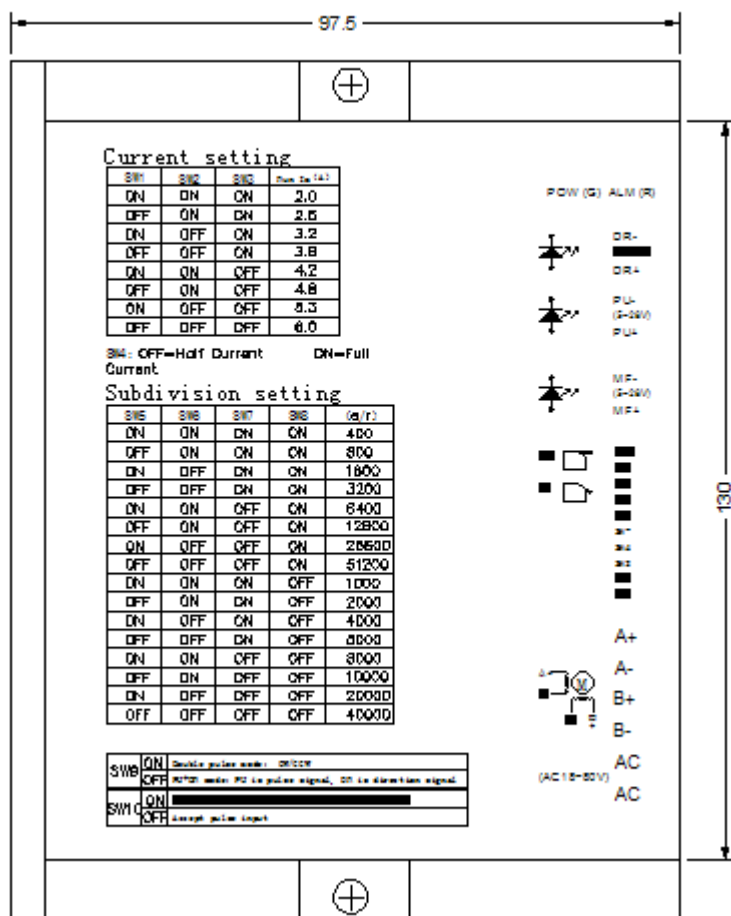 97.5
Current setting
SW1 SW2 SW3
ON ON ON 2.0
OFF ON ON 2.6
ON OFF ON 3.2
OFF OFF ON 3.8
ON ON OFF 4.2
OFF ON OFF 4.8
ON OFF OFF 5.3
OFF OFF OFF 6.0
SW4: OFF=Half Current ON=Full
Current
Subdivision setting
SW5 SW6 SW7 SW8
ON ON ON ON 400
OFF ON ON ON 800
ON OFF ON ON 1600
OFF OFF ON ON 3200
ON ON OFF ON 6400
OFF ON OFF ON 12800
ON OFF OFF ON 25600
OFF OFF OFF ON 51200
ON ON ON OFF 1000
OFF ON ON OFF 2000
ON OFF ON OFF 4000
OFF OFF ON OFF 5000
ON ON OFF OFF 8000
OFF ON OFF OFF 10000
ON OFF OFF OFF 20000
OFF OFF OFF OFF 40000
SW9 ON Double pulse mode: CW/CCW
OFF PU+DR mode: PU is pulse signal, DR is direction signal
SW10 ON
OFF Accept pulse input
POW (G) ALM (R)
DR-
DR+
PU-
(5-24V)
PU+
MF-
(5-24V)
MF+
A+
A-
M
B+
B-
AC
AC
130